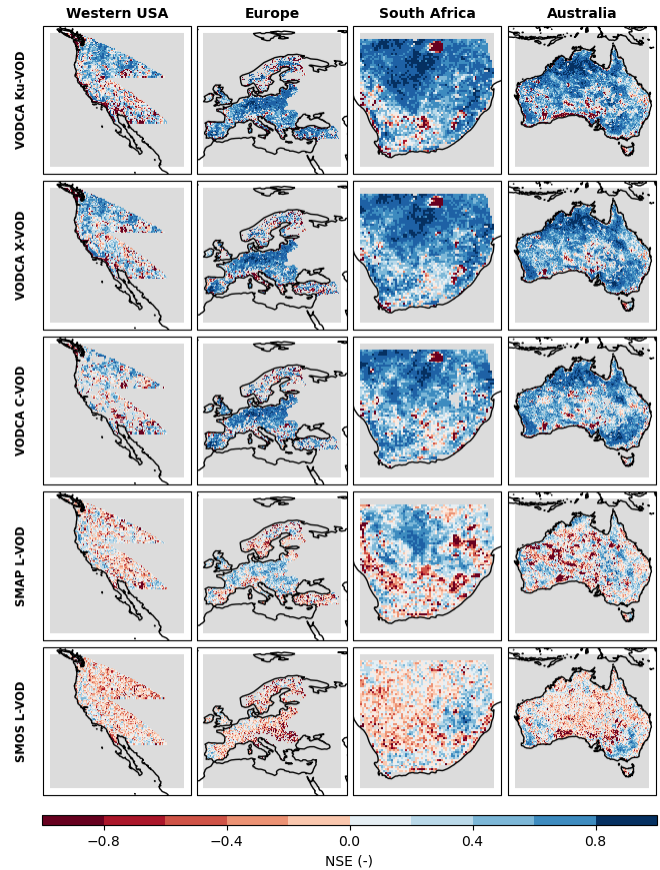 Western USA Europe South Africa Australia
VODCA Ku-VOD
VODCA X-VOD
VODCA C-VOD
SMAP L-VOD
SMOS L-VOD
−0.8 −0.4 0.0 0.4 0.8
NSE (-)